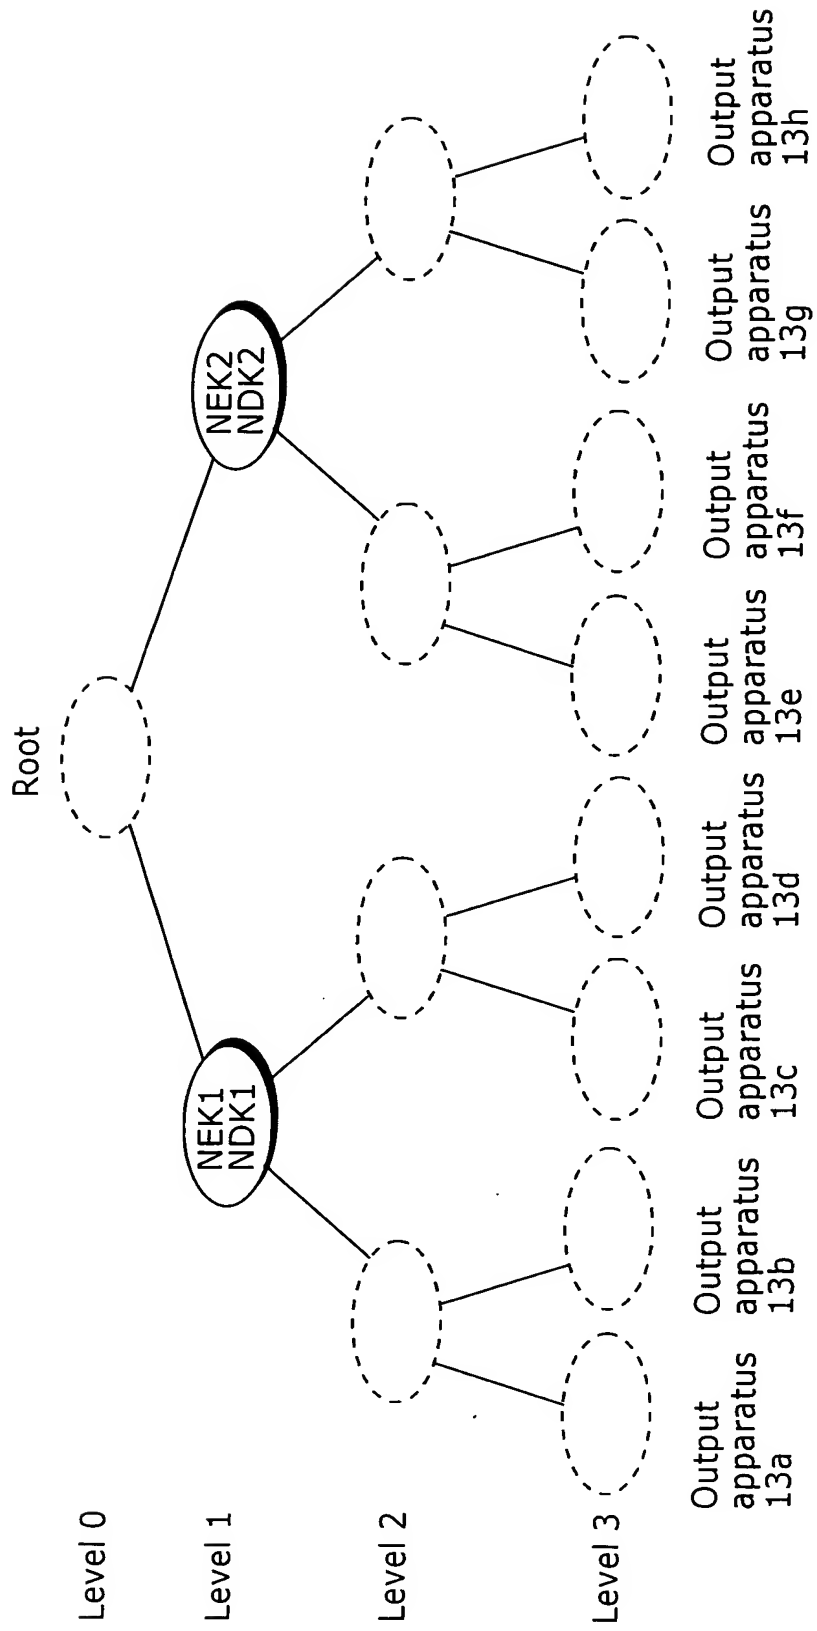 Root
Level 0
Level 1
NEK1
NDK1
NEK2
NDK2
Level 2
Level 3
Output
apparatus
13a
Output
apparatus
13b
Output
apparatus
13c
Output
apparatus
13d
Output
apparatus
13e
Output
apparatus
13f
Output
apparatus
13g
Output
apparatus
13h